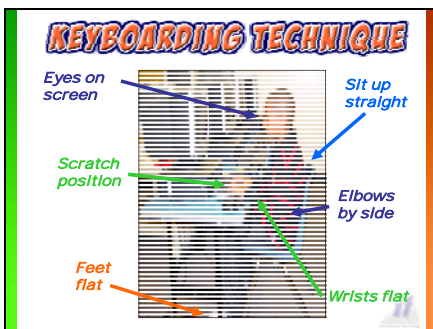 KEYBOARDING TECHNIQUE
Eyes on
screen
Sit up
straight
Scratch
position
Elbows
by side
Feet
flat
Wrists flat